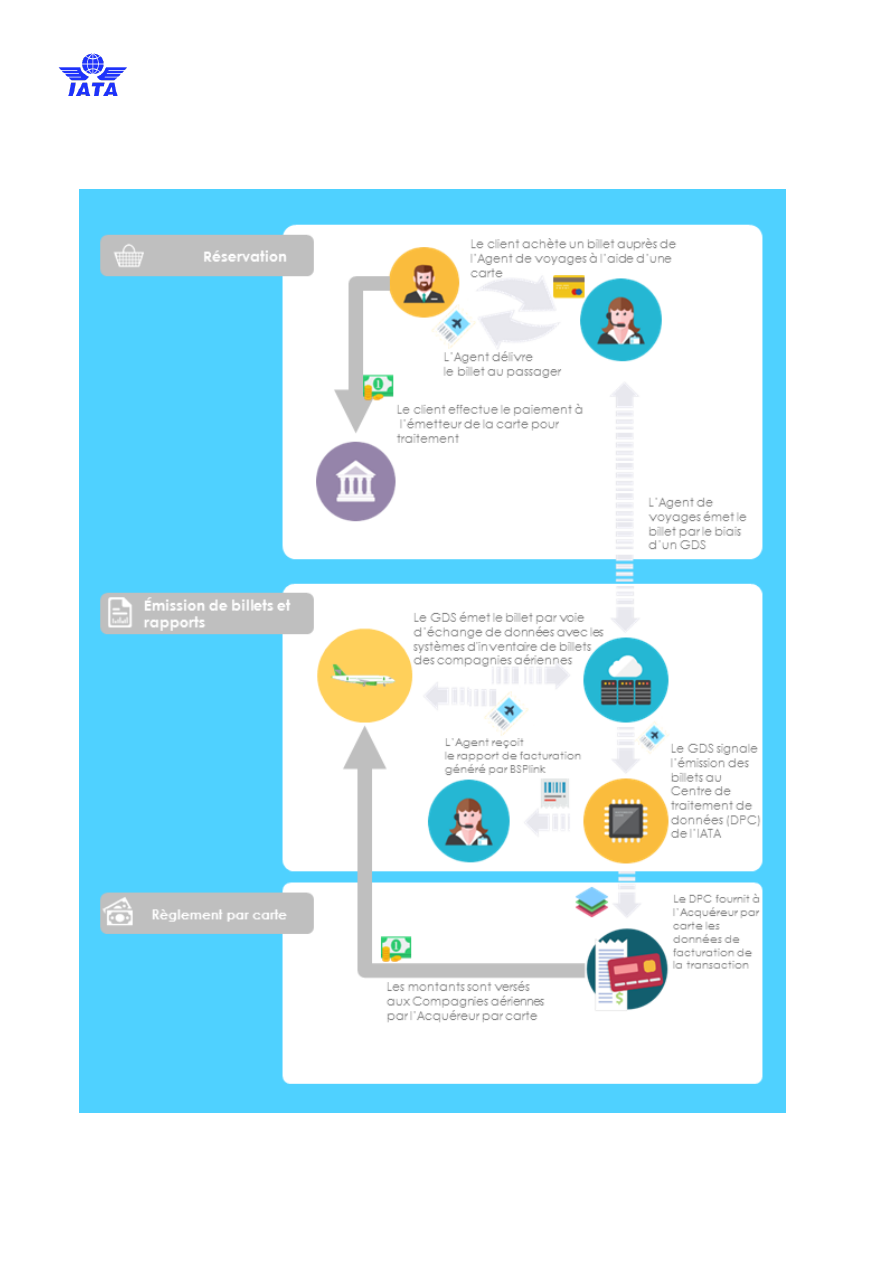 IATA
Réservation
Le client achète un billet auprès de
l'Agent de voyages à l'aide d'une
carte
L'Agent délivre
le billet au passager
Le client effectue le paiement à
l'émetteur de la carte pour
traitement
L'Agent de
voyages émet le
billet par le biais
d'un GDS
Émission de billets et
rapports
Le GDS émet le billet par voie
d'échange de données avec les
systèmes d'inventaire de billets
des compagnies aériennes
L'Agent reçoit
le rapport de facturation
généré par BSPlink
Le GDS signale
l'émission des
billets au
Centre de
traitement de
données (DPC)
de l'IATA
Règlement par carte
Le DPC fournit à
l'Acquéreur par
carte les
données de
facturation de
la transaction
Les montants sont versés
aux Compagnies aériennes
par l'Acquéreur par carte